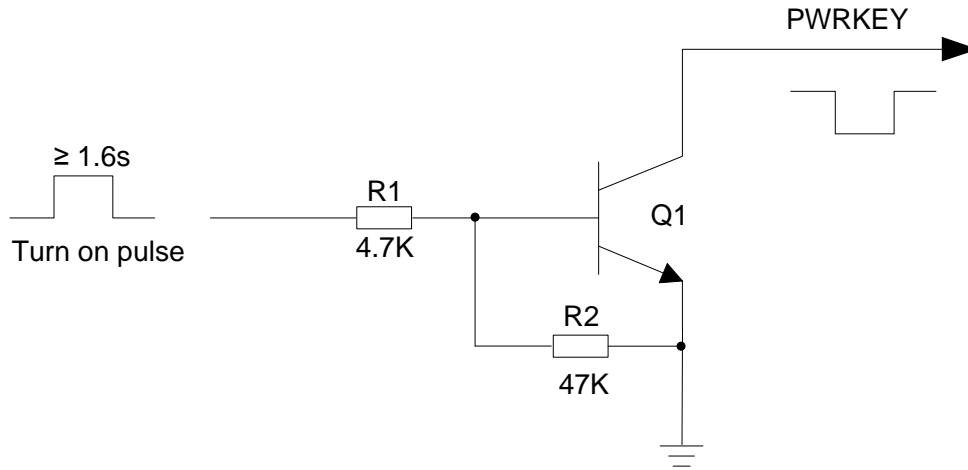 PWRKEY
≥ 1.6s
Turn on pulse
R1
4.7K
Q1
R2
47K